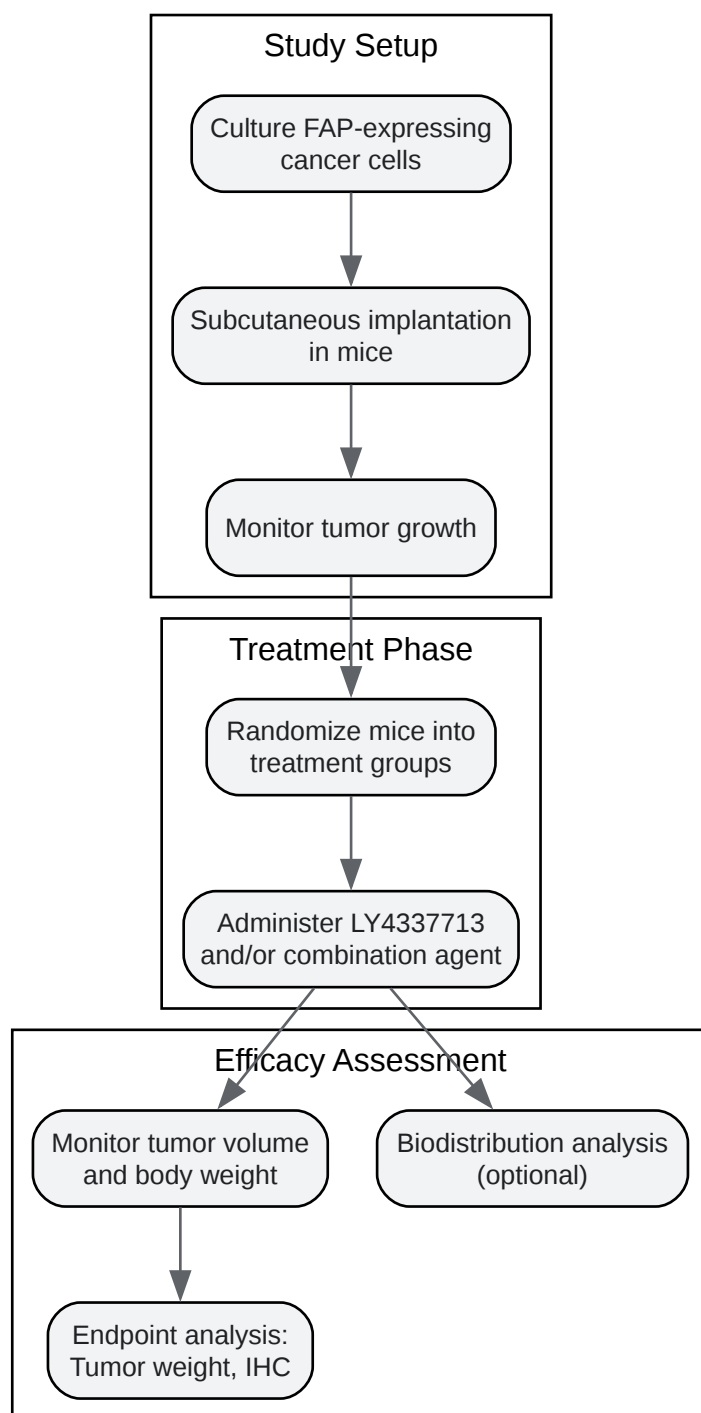 Study Setup
Culture FAP-expressing
cancer cells
Subcutaneous implantation
in mice
Monitor tumor growth
Treatment Phase
Randomize mice into
treatment groups
Administer LY4337713
and/or combination agent
Efficacy Assessment
Monitor tumor volume
and body weight
Biodistribution analysis
(optional)
Endpoint analysis:
Tumor weight, IHC